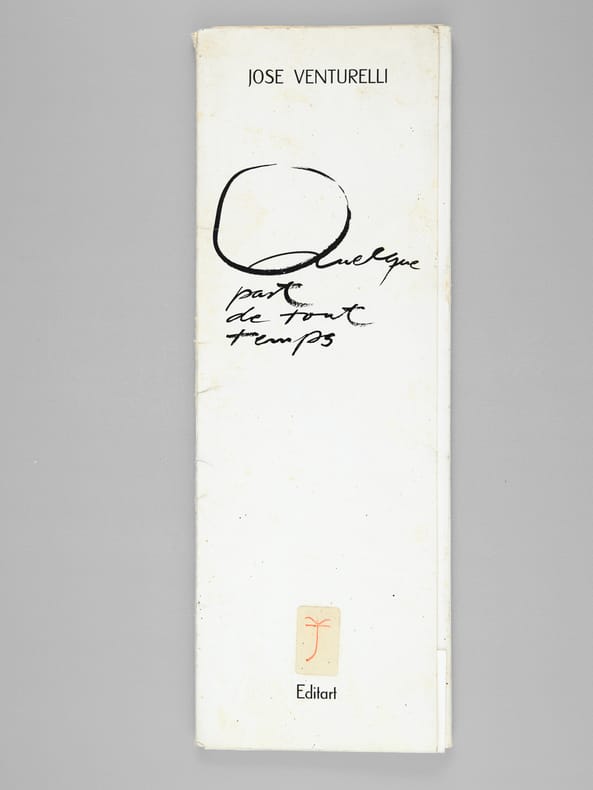 JOSE VENTURELLI
Quelque
part
de tout
temps
Editart